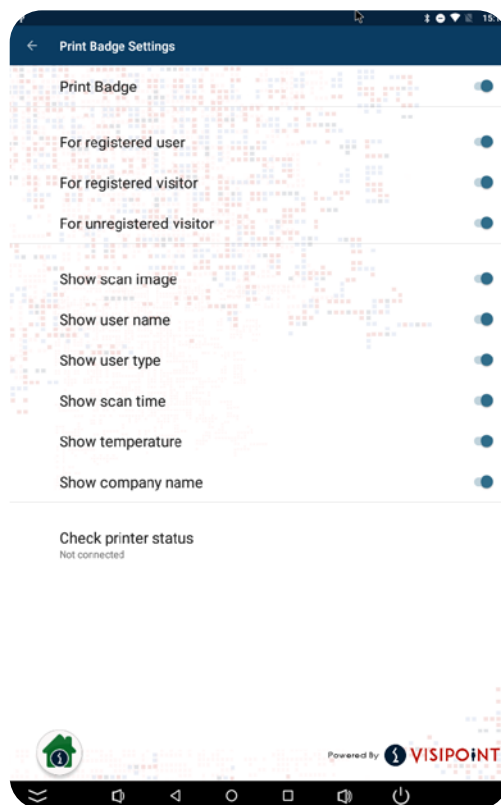 Print Badge Settings
Print Badge
For registered user
For registered visitor
For unregistered visitor
Show scan image
Show user name
Show user type
Show scan time
Show temperature
Show company name
Check printer status
Not connected
Powered By VISIPOINT